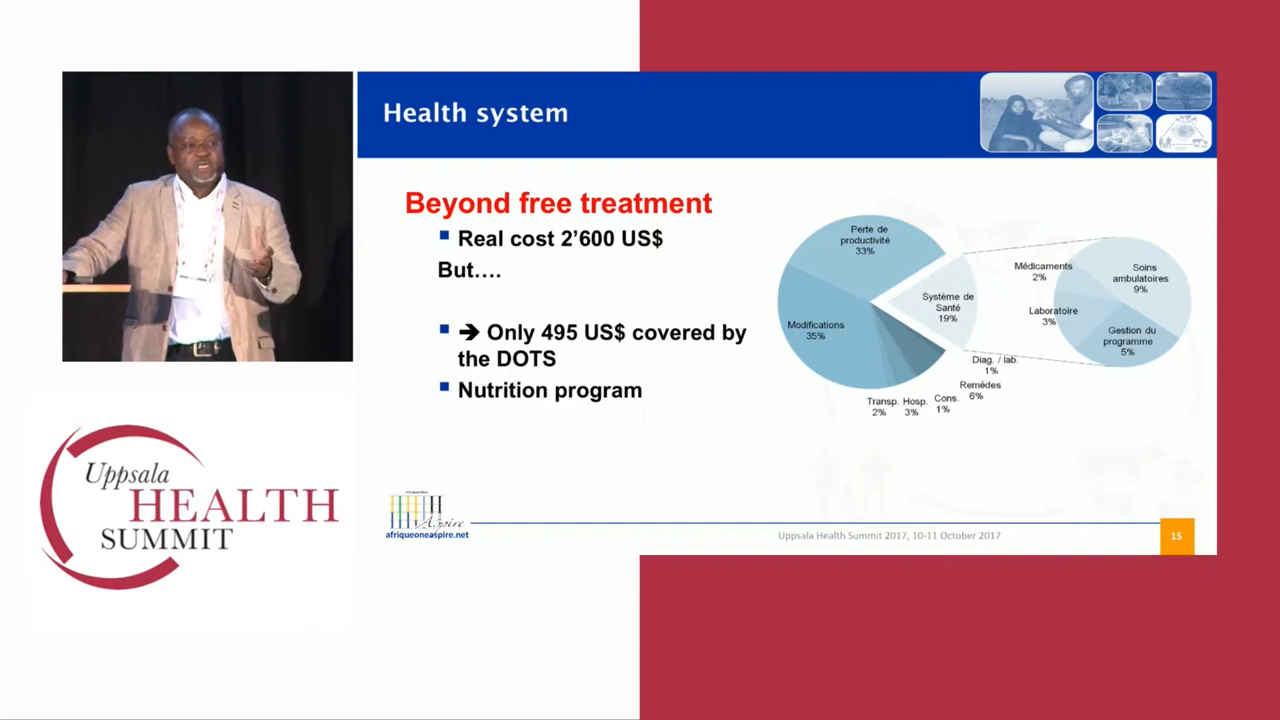 Health system
Beyond free treatment
Real cost 2’600 US$
But....
➔ Only 495 US$ covered by
the DOTS
Nutrition program
Perte de
productivité
33%
Modifications
35%
Système de
Santé
19%
Transp.
2%
Hosp.
3%
Cons.
1%
Remèdes
6%
Diag. / lab.
1%
Médicaments
2%
Laboratoire
3%
Soins
ambulatoires
9%
Gestion du
programme
5%
Uppsala
HEALTH
SUMMIT
Aspire
afriqueoneaspire.net
Uppsala Health Summit 2017, 10-11 October 2017
15